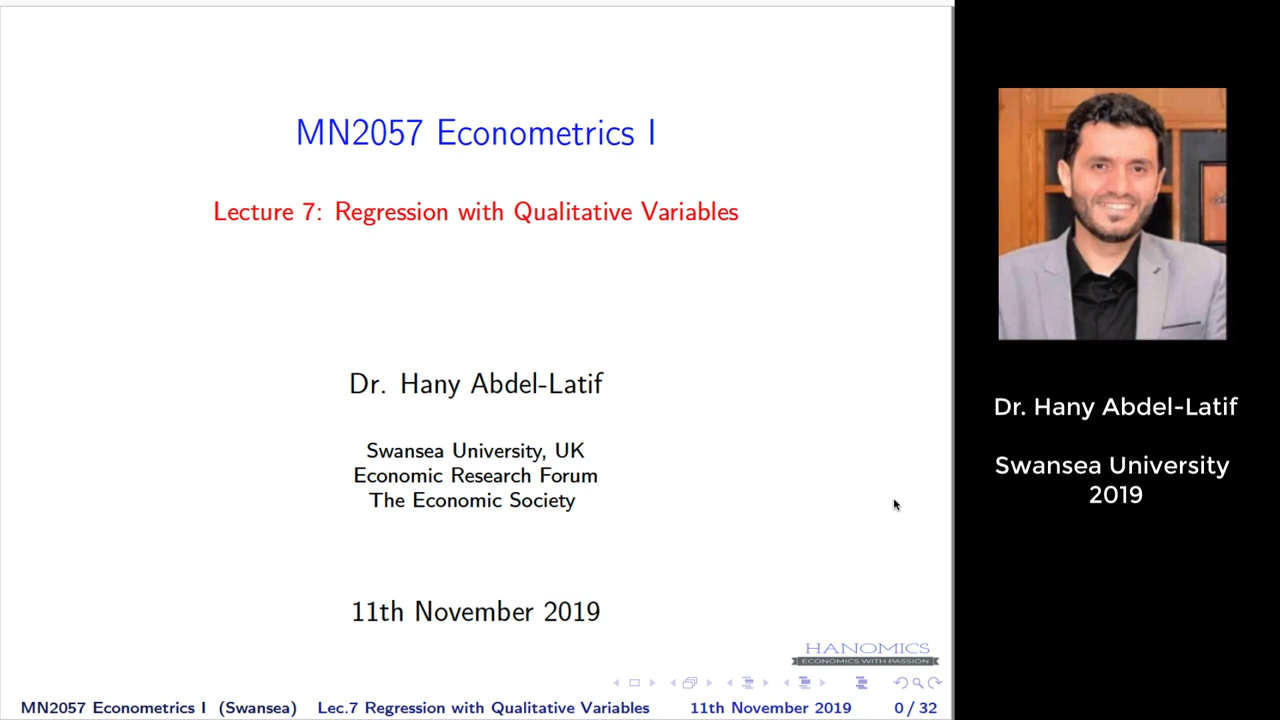 MN2057 Econometrics I
Lecture 7: Regression with Qualitative Variables
Dr. Hany Abdel-Latif
Swansea University, UK
Economic Research Forum
The Economic Society
11th November 2019
HANOMICS
ECONOMICS WITH PASSION
MN2057 Econometrics I (Swansea) Lec.7 Regression with Qualitative Variables 11th November 2019 0 / 32
Dr. Hany Abdel-Latif
Swansea University
2019